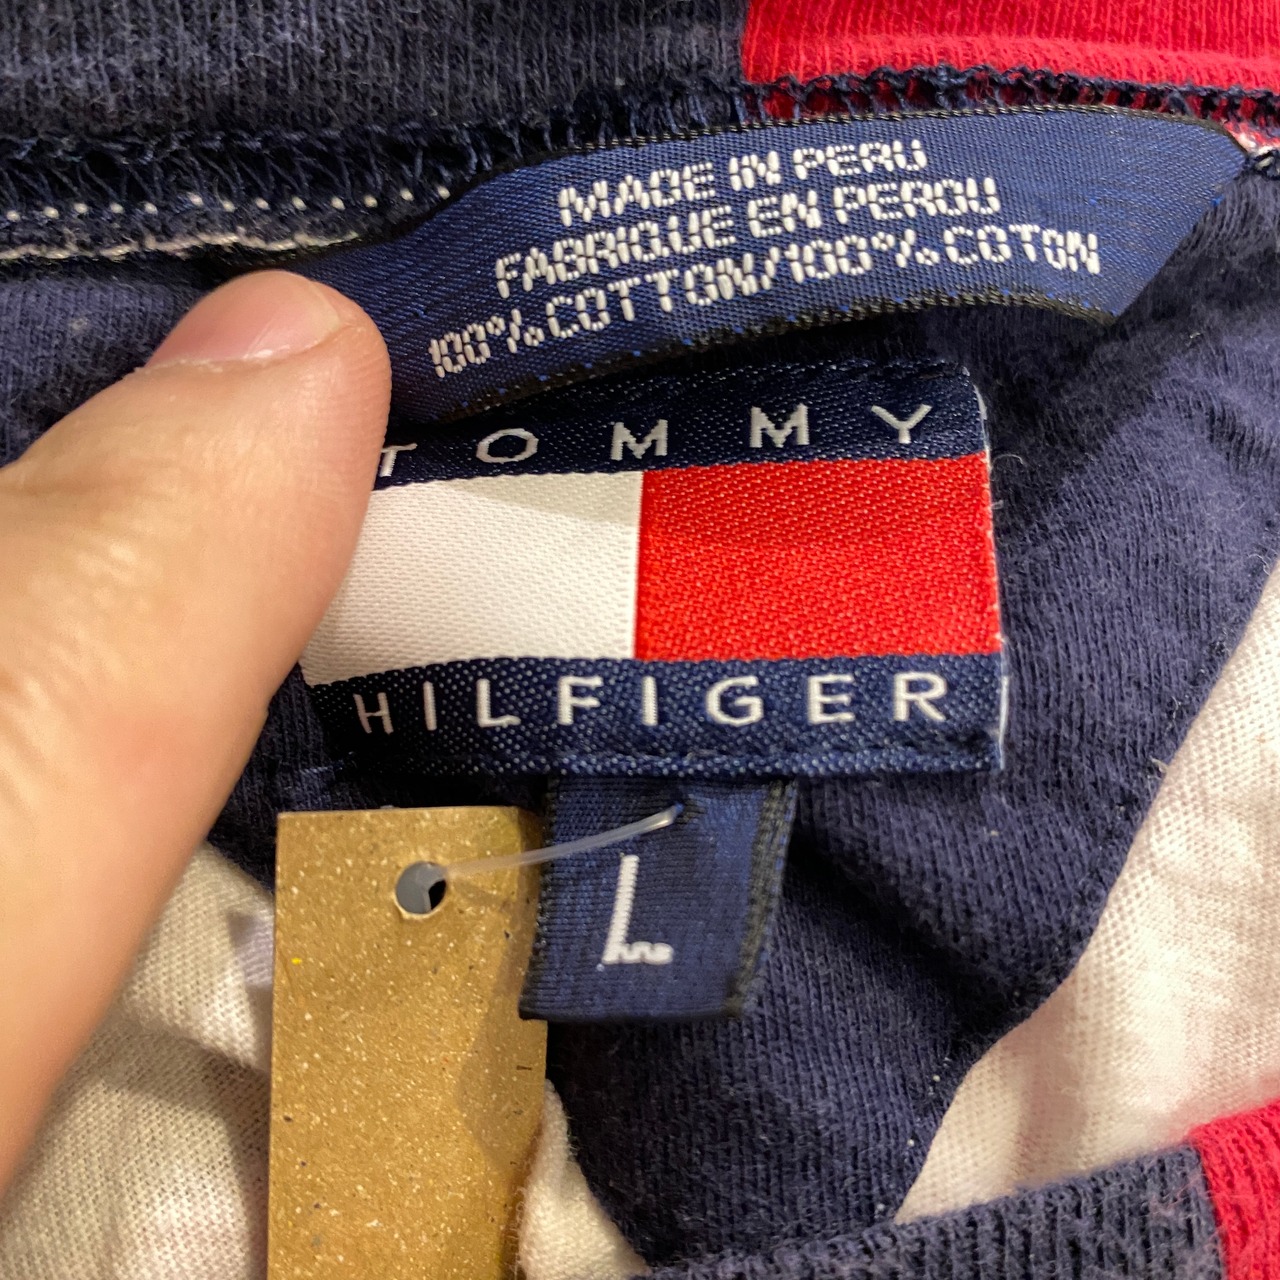 MADE IN PERU
FABRIQUE EN PEROU
100% COTTON/100% COTON
TOMMY
HILFIGER
L